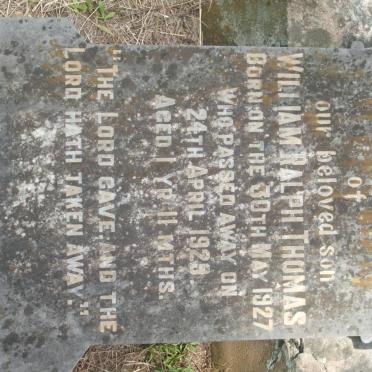 of
our beloved son
WILLIAM RALPH THOMAS
BORN ON THE 30TH MAY 1927
WHO PASSED AWAY ON
24TH APRIL 1929
AGED 1 YR 11 MTHS.
"THE LORD GAVE AND THE
LORD HATH TAKEN AWAY."